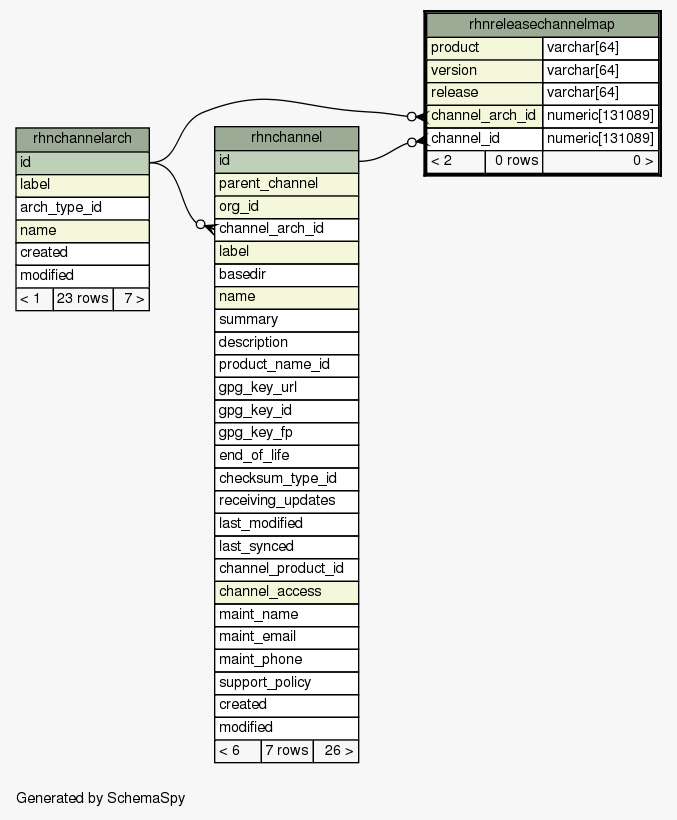 rhnreleasechannelmap
product varchar[64]
version varchar[64]
release varchar[64]
channel_arch_id numeric[131089]
channel_id numeric[131089]
< 2 0 rows 0 >
rhnchannelarch
id
label
arch_type_id
name
created
modified
< 1 23 rows 7 >
rhnchannel
id
parent_channel
org_id
channel_arch_id
label
basedir
name
summary
description
product_name_id
gpg_key_url
gpg_key_id
gpg_key_fp
end_of_life
checksum_type_id
receiving_updates
last_modified
last_synced
channel_product_id
channel_access
maint_name
maint_email
maint_phone
support_policy
created
modified
< 6 7 rows 26 >
Generated by SchemaSpy